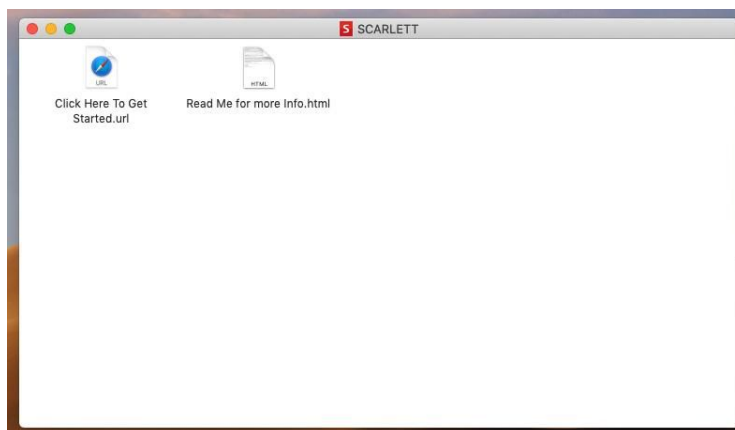 S SCARLETT
URL
HTML
Click Here To Get
Started.url
Read Me for more Info.html